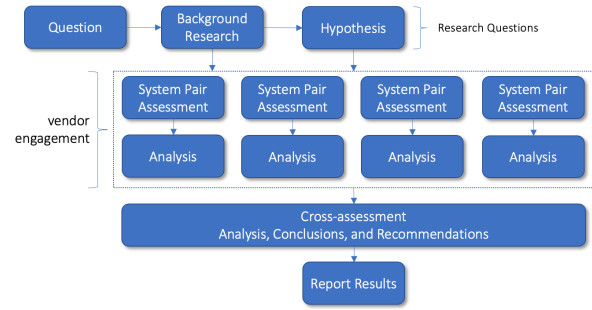 Question
Background
Research
Hypothesis
Research Questions
vendor
engagement
System Pair
Assessment
System Pair
Assessment
System Pair
Assessment
System Pair
Assessment
Analysis
Analysis
Analysis
Analysis
Cross-assessment
Analysis, Conclusions, and Recommendations
Report Results